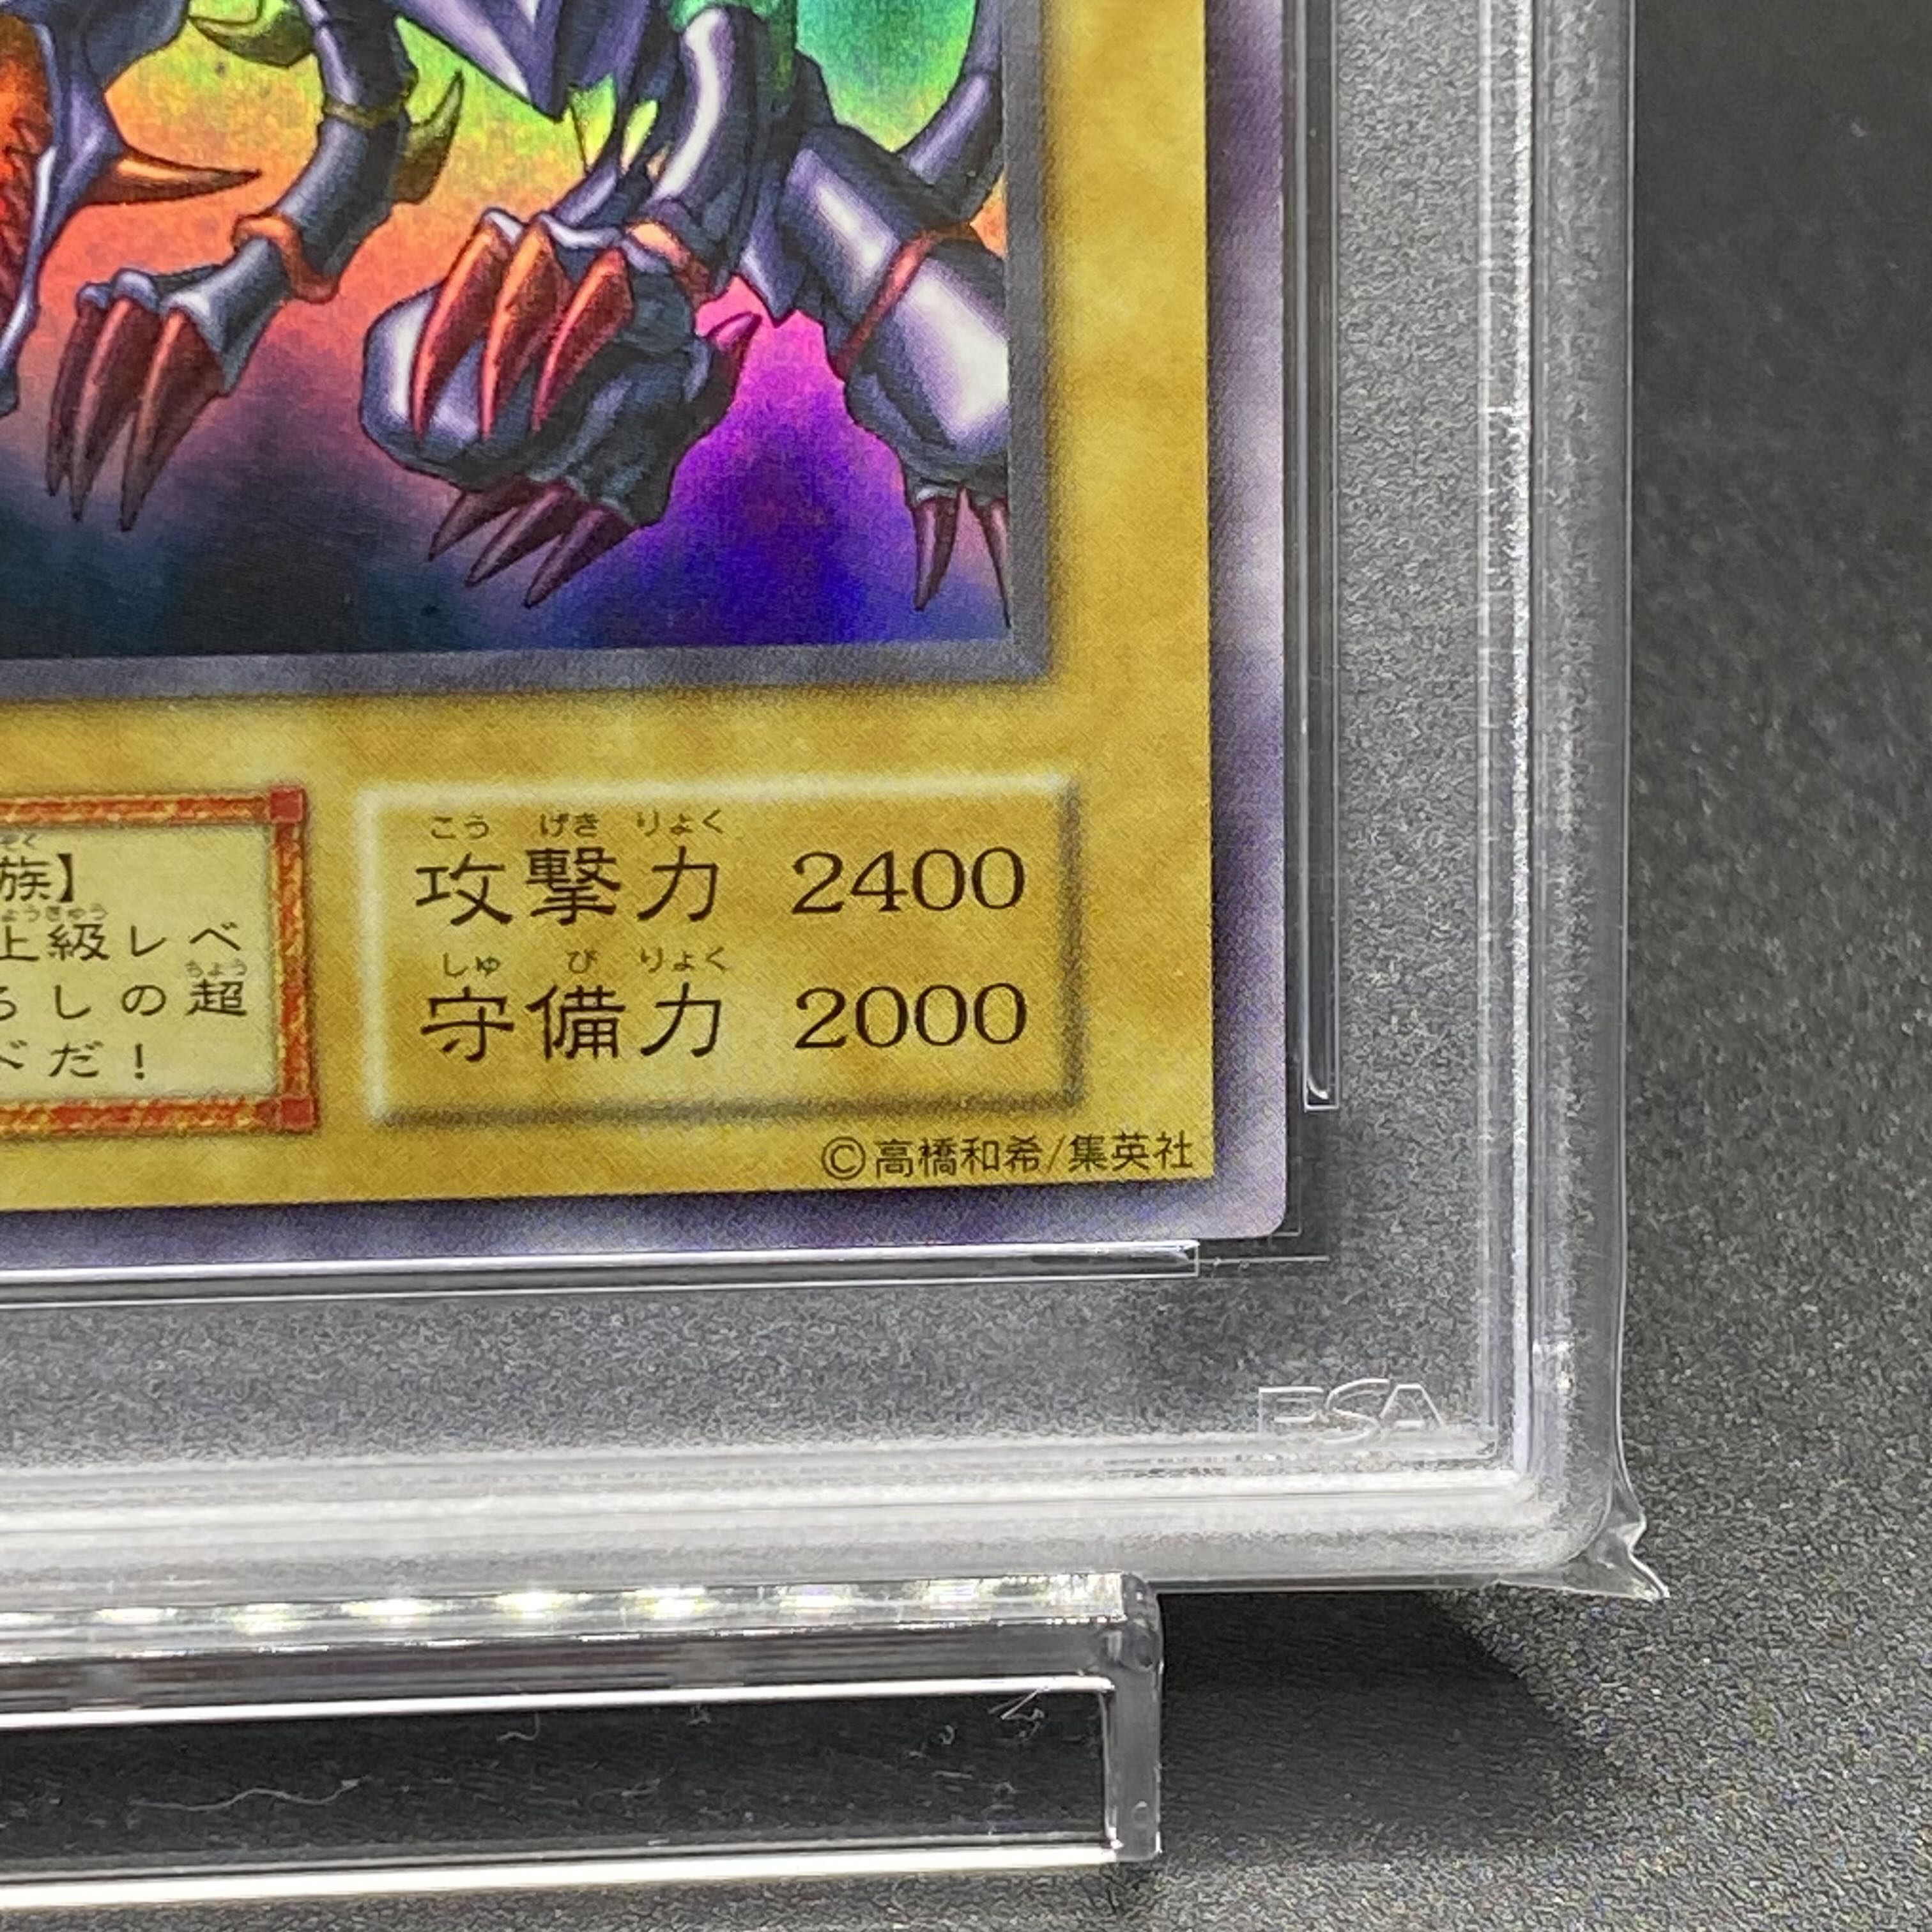 族】
上級レベ
ろしの超
ドだ!
こう げき りょく
攻撃力 2400
しゅ び りょく
守備力 2000
©高橋和希/集英社
PSA